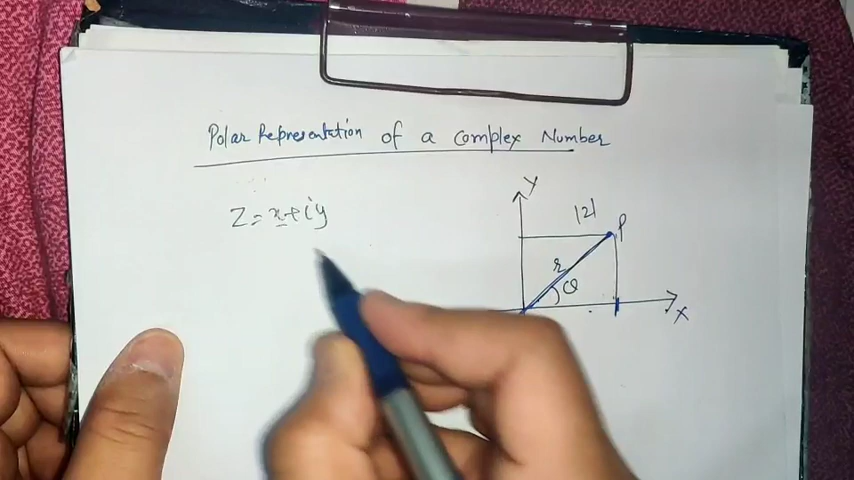 Polar Representation of a Complex Number
Z = x + iy
y
|z|
P
r
θ
X